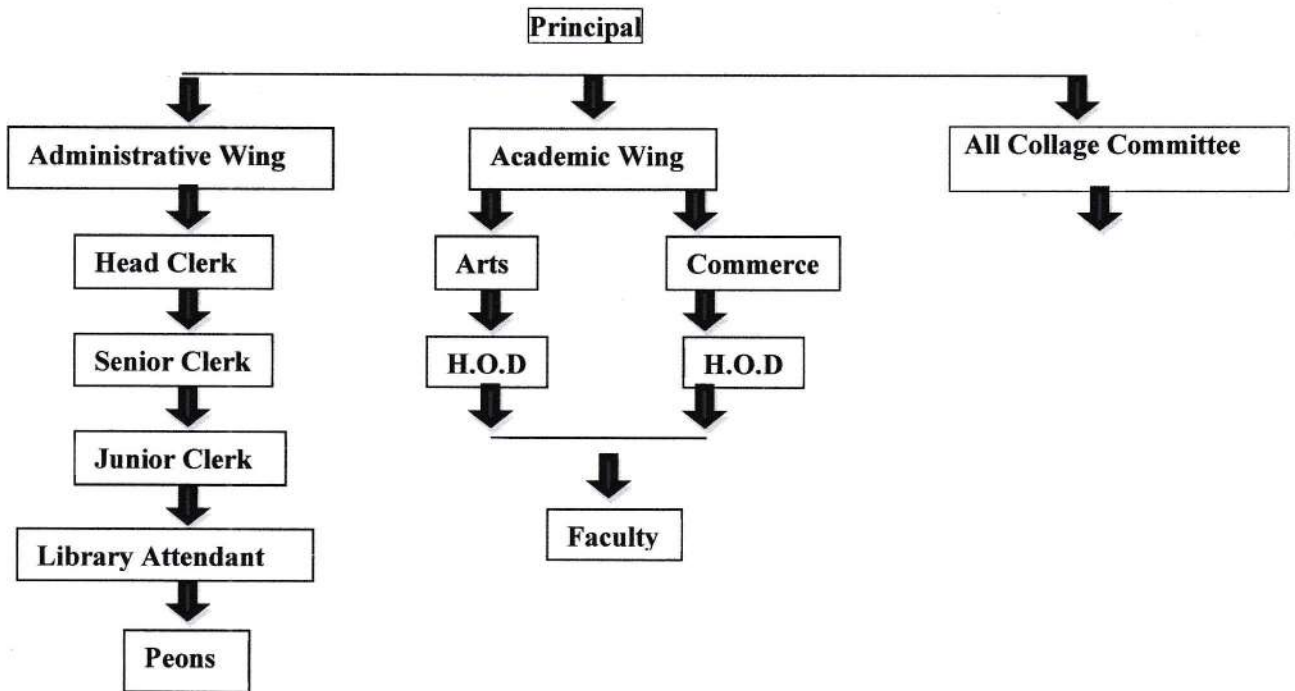 Principal
Administrative Wing
Academic Wing
All Collage Committee
Head Clerk
Arts
Commerce
Senior Clerk
H.O.D
H.O.D
Junior Clerk
Library Attendant
Faculty
Peons